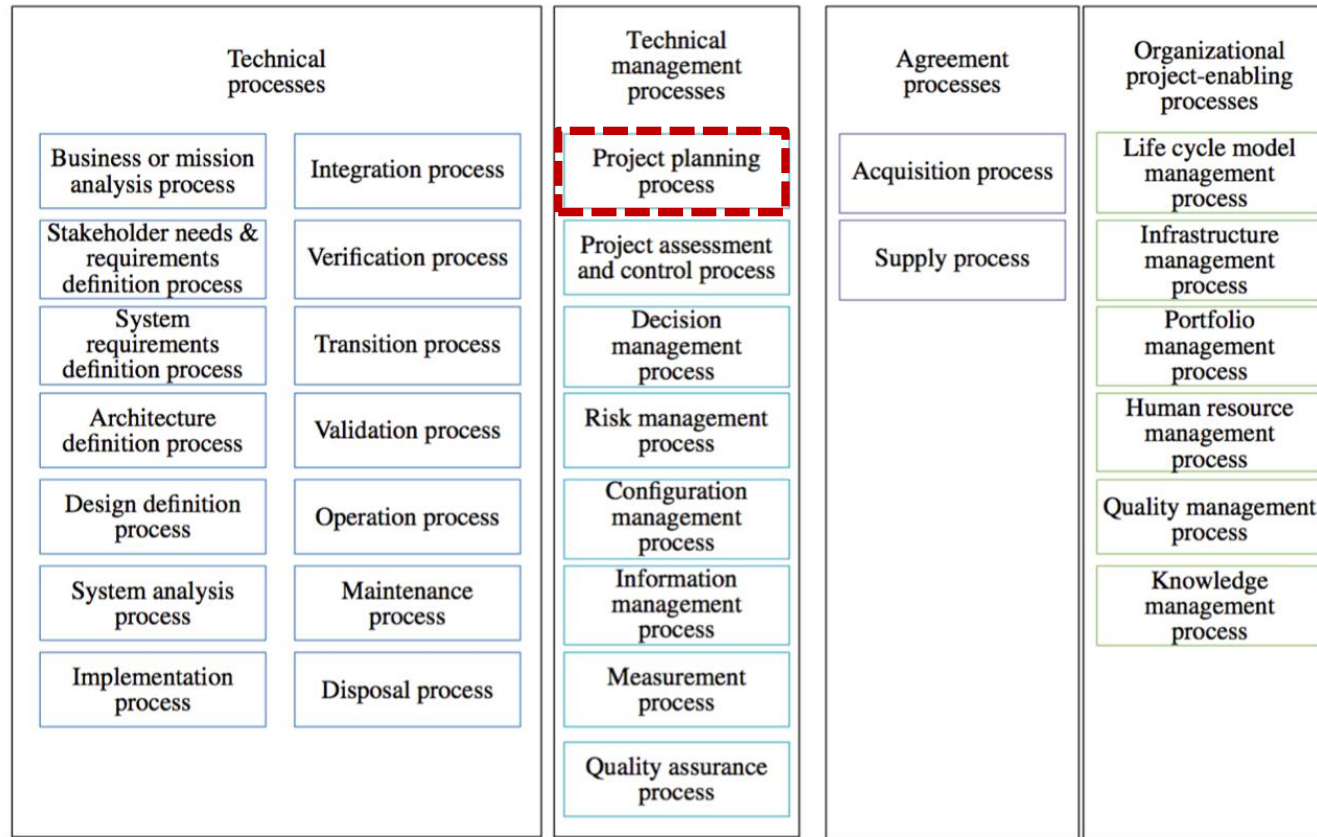 Technical
processes
Business or mission
analysis process
Stakeholder needs &
requirements
definition process
System
requirements
definition process
Architecture
definition process
Design definition
process
System analysis
process
Implementation
process
Integration process
Verification process
Transition process
Validation process
Operation process
Maintenance
process
Disposal process
Technical
management
processes
Project planning
process
Project assessment
and control process
Decision
management
process
Risk management
process
Configuration
management
process
Information
management
process
Measurement
process
Quality assurance
process
Agreement
processes
Acquisition process
Supply process
Organizational
project-enabling
processes
Life cycle model
management
process
Infrastructure
management
process
Portfolio
management
process
Human resource
management
process
Quality management
process
Knowledge
management
process